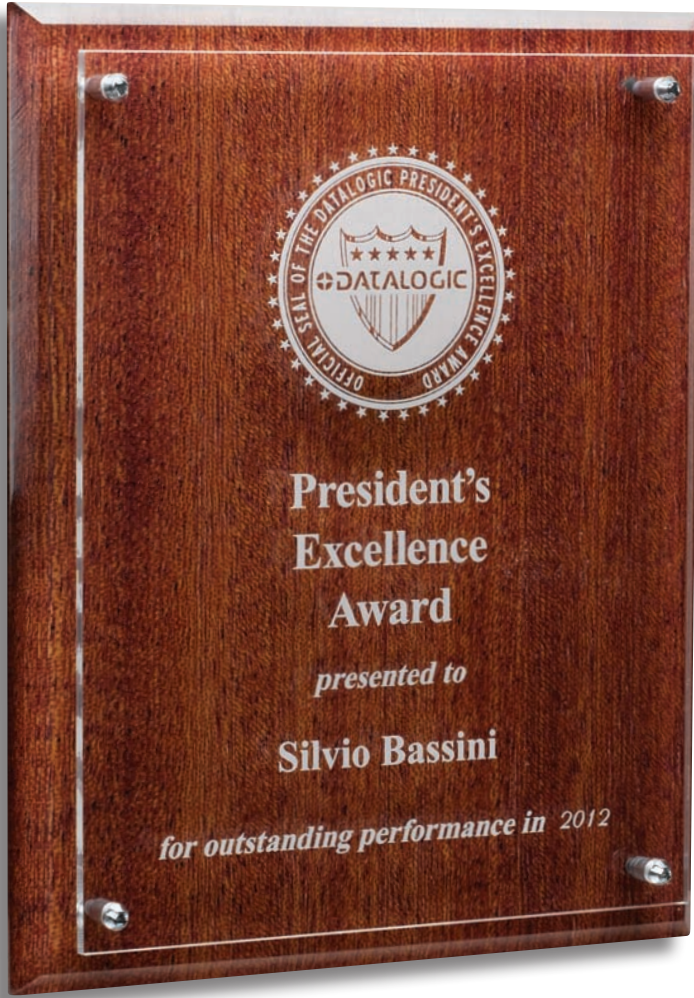 OFFICIAL SEAL OF THE DATALOGIC PRESIDENT'S EXCELLENCE AWARD
DATALOGIC
President's
Excellence
Award
presented to
Silvio Bassini
for outstanding performance in 2012